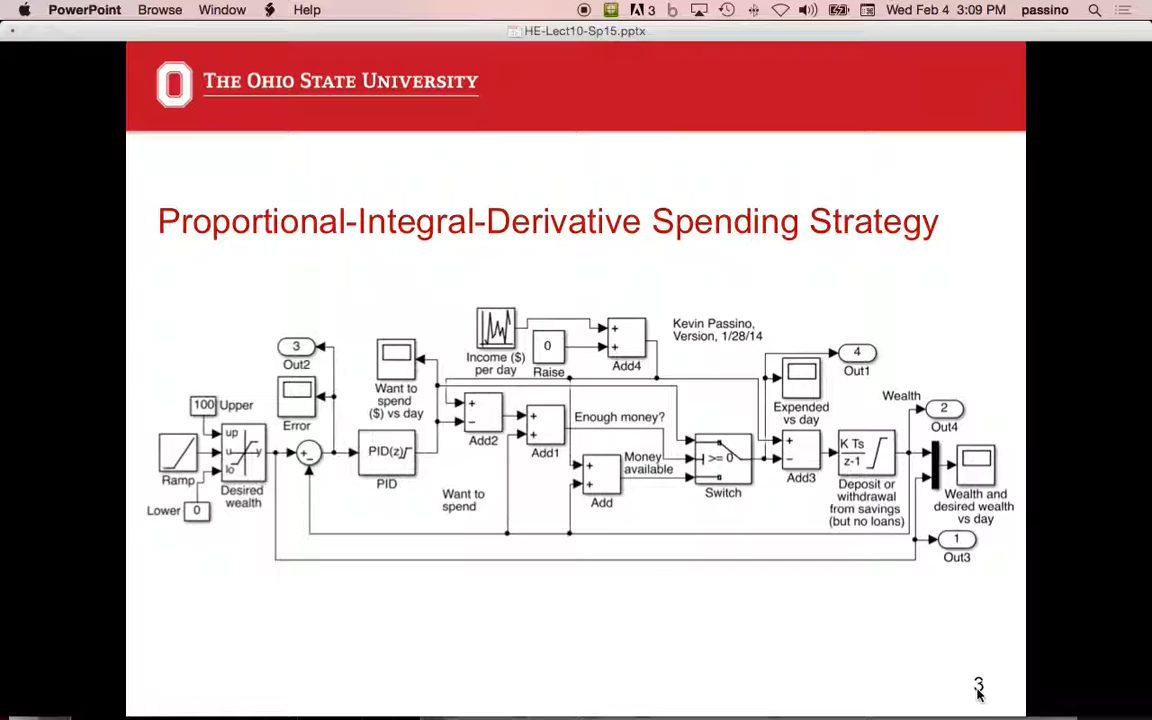 PowerPoint Browse Window Help 3 Wed Feb 4 3:09 PM passino
HE-Lect10-Sp15.pptx
THE OHIO STATE UNIVERSITY
Proportional-Integral-Derivative Spending Strategy
Kevin Passino,
Version, 1/28/14
Income ($)
per day
0
Raise
+
+
Add4
3
Out2
Want to
spend
($) vs day
Error
4
Out1
Expended
vs day
Wealth
2
Out4
100 Upper
up
u
lo
y
Ramp
Desired
wealth
Lower 0
+
-
PID(z)
PID
+
-
Add2
+
+
Add1
Enough money?
Want to
spend
+
+
Add
Money
available
>= 0
Switch
+
-
Add3
K Ts
z-1
Deposit or
withdrawal
from savings
(but no loans)
Wealth and
desired wealth
vs day
1
Out3
3